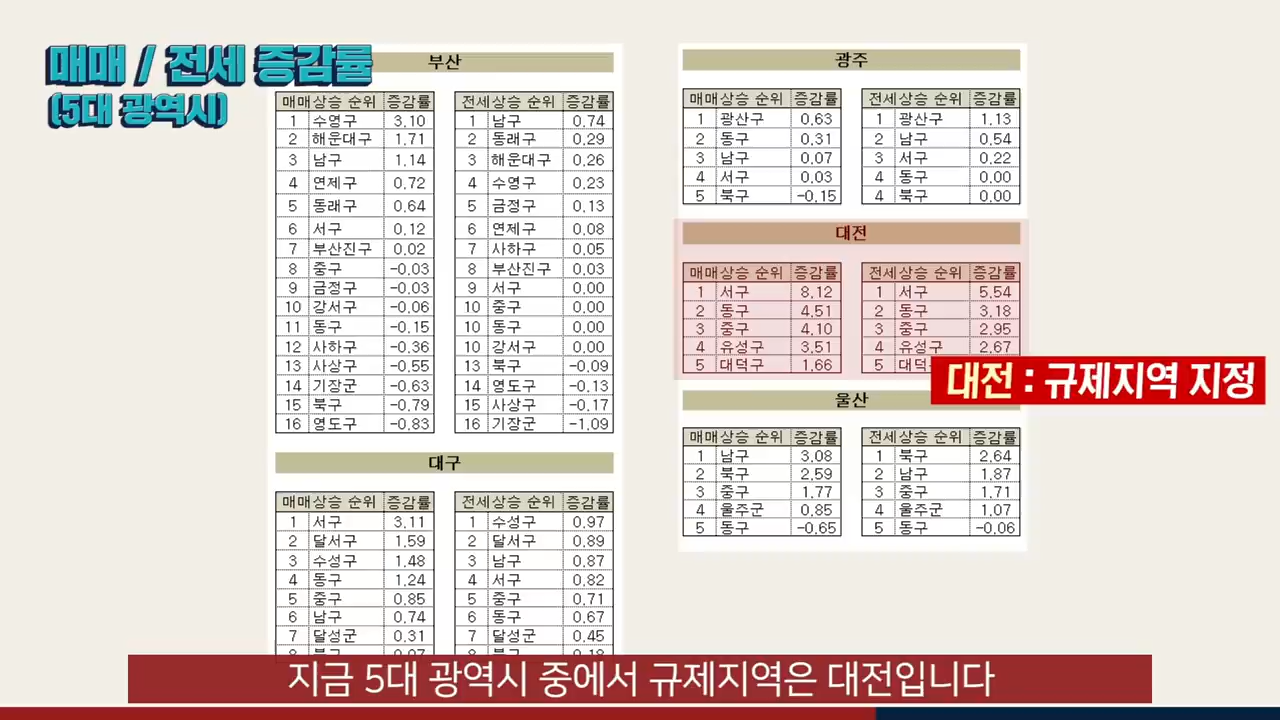 매매 / 전세 증감률
(5대 광역시)
부산
매매상승 순위 증감률
1 수영구 3.10
2 해운대구 1.71
3 남구 1.14
4 연제구 0.72
5 동래구 0.64
6 서구 0.12
7 부산진구 0.02
8 중구 -0.03
9 금정구 -0.03
10 강서구 -0.06
11 동구 -0.15
12 사하구 -0.36
13 사상구 -0.55
14 기장군 -0.63
15 북구 -0.79
16 영도구 -0.83
전세상승 순위 증감률
1 남구 0.74
2 동래구 0.29
3 해운대구 0.26
4 수영구 0.23
5 금정구 0.13
6 연제구 0.08
7 사하구 0.05
8 부산진구 0.03
9 서구 0.00
10 중구 0.00
10 동구 0.00
10 강서구 0.00
13 북구 -0.09
14 영도구 -0.13
15 사상구 -0.17
16 기장군 -1.09
대구
매매상승 순위 증감률
1 서구 3.11
2 달서구 1.59
3 수성구 1.48
4 동구 1.24
5 중구 0.85
6 남구 0.74
7 달성군 0.31
전세상승 순위 증감률
1 수성구 0.97
2 달서구 0.89
3 남구 0.87
4 서구 0.82
5 중구 0.71
6 동구 0.67
7 달성군 0.45
광주
매매상승 순위 증감률
1 광산구 0.63
2 동구 0.31
3 남구 0.07
4 서구 0.03
5 북구 -0.15
전세상승 순위 증감률
1 광산구 1.13
2 남구 0.54
3 서구 0.22
4 동구 0.00
4 북구 0.00
대전
매매상승 순위 증감률
1 서구 8.12
2 동구 4.51
3 중구 4.10
4 유성구 3.51
5 대덕구 1.66
전세상승 순위 증감률
1 서구 5.54
2 동구 3.18
3 중구 2.95
4 유성구 2.67
5 대덕
대전 : 규제지역 지정
울산
매매상승 순위 증감률
1 남구 3.08
2 북구 2.59
3 중구 1.77
4 울주군 0.85
5 동구 -0.65
전세상승 순위 증감률
1 북구 2.64
2 남구 1.87
3 중구 1.71
4 울주군 1.07
5 동구 -0.06
지금 5대 광역시 중에서 규제지역은 대전입니다